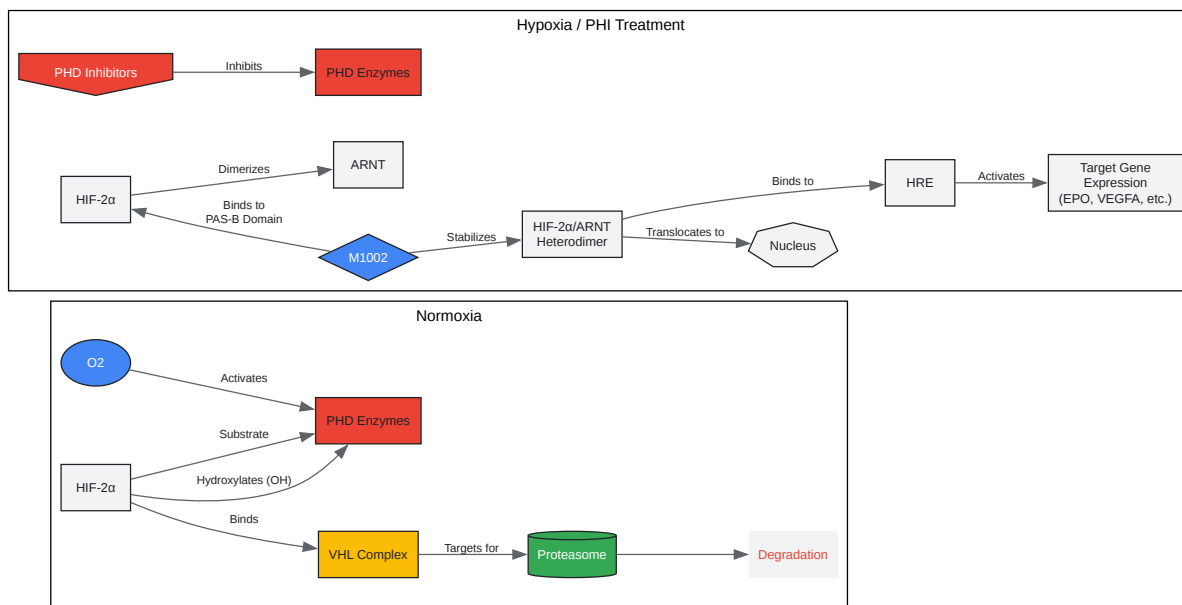 Hypoxia / PHI Treatment
PHD Inhibitors
Inhibits
PHD Enzymes
HIF-2α
Dimerizes
ARNT
Binds to
PAS-B Domain
M1002
Stabilizes
HIF-2α/ARNT
Heterodimer
Binds to
Translocates to
HRE
Nucleus
Activates
Target Gene
Expression
(EPO, VEGFA, etc.)
Normoxia
O2
Activates
PHD Enzymes
Substrate
HIF-2α
Hydroxylates (OH)
Binds
VHL Complex
Targets for
Proteasome
Degradation